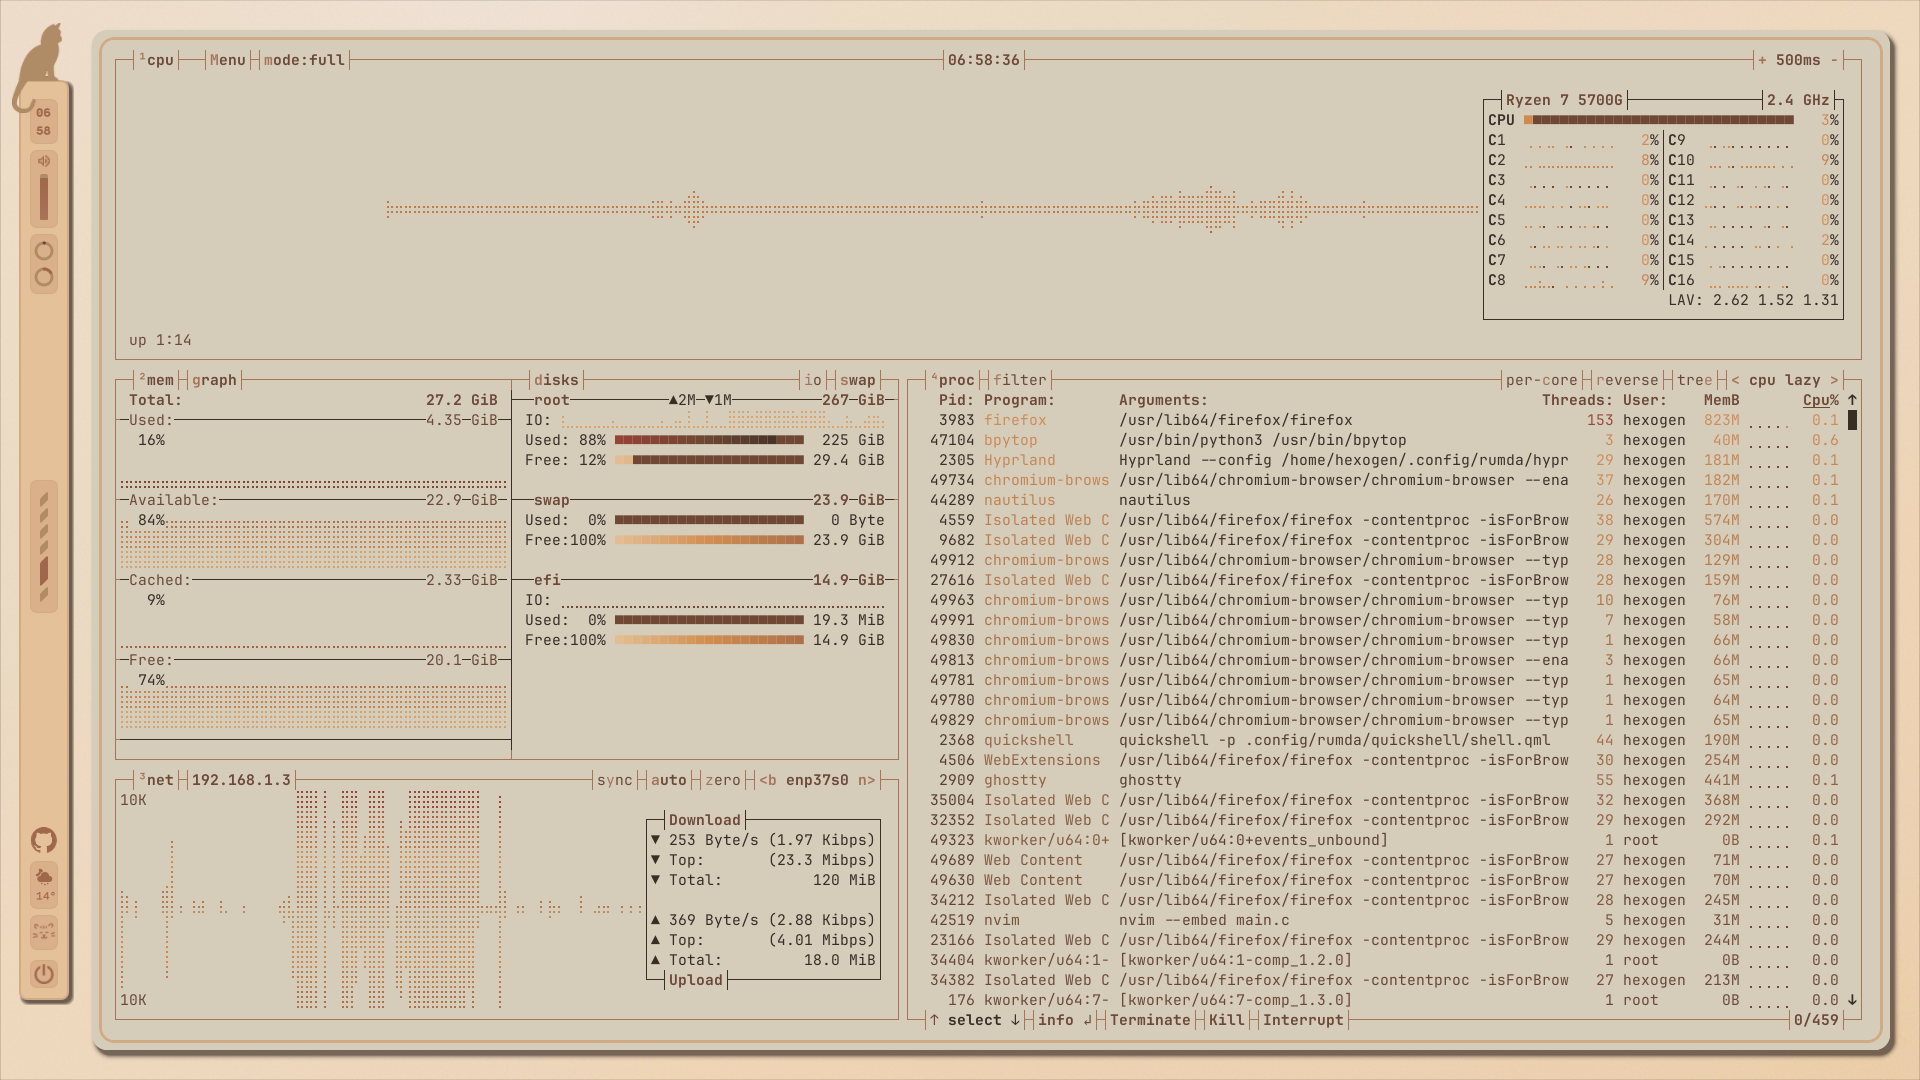 06
58
14°
¹cpu Menu mode:full 06:58:36 + 500ms -
Ryzen 7 5700G 2.4 GHz
CPU 3%
C1 2% C9 0%
C2 8% C10 9%
C3 0% C11 0%
C4 0% C12 0%
C5 0% C13 0%
C6 0% C14 2%
C7 0% C15 0%
C8 9% C16 0%
LAV: 2.62 1.52 1.31
up 1:14
²mem graph
Total: 27.2 GiB
Used: 4.35 GiB
16%
Available: 22.9 GiB
84%
Cached: 2.33 GiB
9%
Free: 20.1 GiB
74%
disks io swap
root ▲2M ▼1M 267 GiB
IO:
Used: 88% 225 GiB
Free: 12% 29.4 GiB
swap 23.9 GiB
Used: 0% 0 Byte
Free:100% 23.9 GiB
efi 14.9 GiB
IO:
Used: 0% 19.3 MiB
Free:100% 14.9 GiB
³net 192.168.1.3 sync auto zero <b enp37s0 n>
10K
10K
Download
▼ 253 Byte/s (1.97 Kibps)
▼ Top: (23.3 Mibps)
▼ Total: 120 MiB
▲ 369 Byte/s (2.88 Kibps)
▲ Top: (4.01 Mibps)
▲ Total: 18.0 MiB
Upload
⁴proc filter per-core reverse tree < cpu lazy >
Pid: Program: Arguments: Threads: User: MemB Cpu% ↑
3983 firefox /usr/lib64/firefox/firefox 153 hexogen 823M 0.1
47104 bpytop /usr/bin/python3 /usr/bin/bpytop 3 hexogen 40M 0.6
2305 Hyprland Hyprland --config /home/hexogen/.config/rumda/hypr 29 hexogen 181M 0.1
49734 chromium-brows /usr/lib64/chromium-browser/chromium-browser --ena 37 hexogen 182M 0.1
44289 nautilus nautilus 26 hexogen 170M 0.1
4559 Isolated Web C /usr/lib64/firefox/firefox -contentproc -isForBrow 38 hexogen 574M 0.0
9682 Isolated Web C /usr/lib64/firefox/firefox -contentproc -isForBrow 29 hexogen 304M 0.0
49912 chromium-brows /usr/lib64/chromium-browser/chromium-browser --typ 28 hexogen 129M 0.0
27616 Isolated Web C /usr/lib64/firefox/firefox -contentproc -isForBrow 28 hexogen 159M 0.0
49963 chromium-brows /usr/lib64/chromium-browser/chromium-browser --typ 10 hexogen 76M 0.0
49991 chromium-brows /usr/lib64/chromium-browser/chromium-browser --typ 7 hexogen 58M 0.0
49830 chromium-brows /usr/lib64/chromium-browser/chromium-browser --typ 1 hexogen 66M 0.0
49813 chromium-brows /usr/lib64/chromium-browser/chromium-browser --ena 3 hexogen 66M 0.0
49781 chromium-brows /usr/lib64/chromium-browser/chromium-browser --typ 1 hexogen 65M 0.0
49780 chromium-brows /usr/lib64/chromium-browser/chromium-browser --typ 1 hexogen 64M 0.0
49829 chromium-brows /usr/lib64/chromium-browser/chromium-browser --typ 1 hexogen 65M 0.0
2368 quickshell quickshell -p .config/rumda/quickshell/shell.qml 44 hexogen 190M 0.0
4506 WebExtensions /usr/lib64/firefox/firefox -contentproc -isForBrow 30 hexogen 254M 0.0
2909 ghostty ghostty 55 hexogen 441M 0.1
35004 Isolated Web C /usr/lib64/firefox/firefox -contentproc -isForBrow 32 hexogen 368M 0.0
32352 Isolated Web C /usr/lib64/firefox/firefox -contentproc -isForBrow 29 hexogen 292M 0.0
49323 kworker/u64:0+ [kworker/u64:0+events_unbound] 1 root 0B 0.1
49689 Web Content /usr/lib64/firefox/firefox -contentproc -isForBrow 27 hexogen 71M 0.0
49630 Web Content /usr/lib64/firefox/firefox -contentproc -isForBrow 27 hexogen 70M 0.0
34212 Isolated Web C /usr/lib64/firefox/firefox -contentproc -isForBrow 28 hexogen 245M 0.0
42519 nvim nvim --embed main.c 5 hexogen 31M 0.0
23166 Isolated Web C /usr/lib64/firefox/firefox -contentproc -isForBrow 29 hexogen 244M 0.0
34404 kworker/u64:1- [kworker/u64:1-comp_1.2.0] 1 root 0B 0.0
34382 Isolated Web C /usr/lib64/firefox/firefox -contentproc -isForBrow 27 hexogen 213M 0.0
176 kworker/u64:7- [kworker/u64:7-comp_1.3.0] 1 root 0B 0.0 ↓
↑ select ↓ info ↲ Terminate Kill Interrupt 0/459